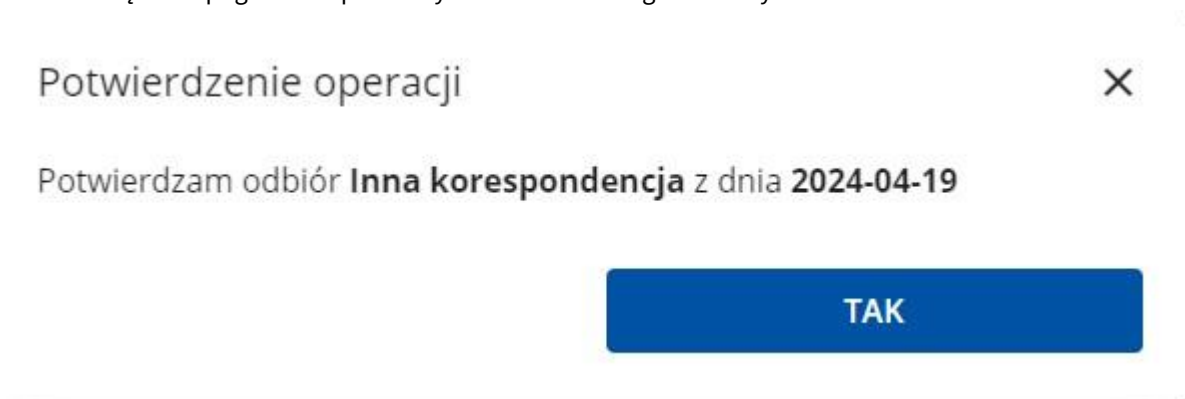 Potwierdzenie operacji
Potwierdzam odbiór Inna korespondencja z dnia 2024-04-19
TAK